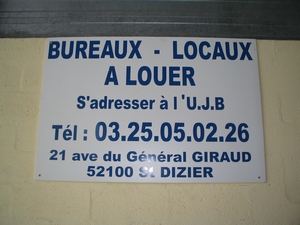 BUREAUX - LOCAUX
A LOUER
S'adresser à l'U.J.B
Tél : 03.25.05.02.26
21 ave du Général GIRAUD
52100 St DIZIER